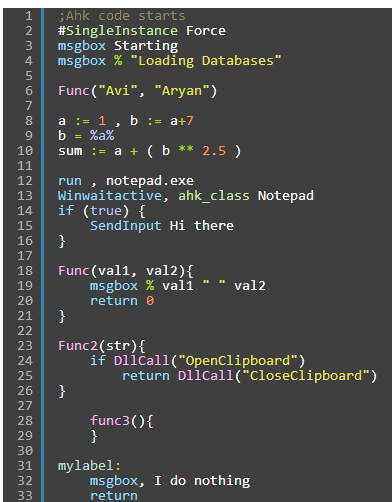 1 ;Ahk code starts
2 #SingleInstance Force
3 msgbox Starting
4 msgbox % "Loading Databases"
5
6 Func("Avi", "Aryan")
7
8 a := 1 , b := a+7
9 b = %a%
10 sum := a + ( b ** 2.5 )
11
12 run , notepad.exe
13 Winwaitactive, ahk_class Notepad
14 if (true) {
15     SendInput Hi there
16 }
17
18 Func(val1, val2){
19     msgbox % val1 " " val2
20     return 0
21 }
22
23 Func2(str){
24     if DllCall("OpenClipboard")
25         return DllCall("CloseClipboard")
26 }
27
28     func3(){
29     }
30
31 mylabel:
32     msgbox, I do nothing
33     return